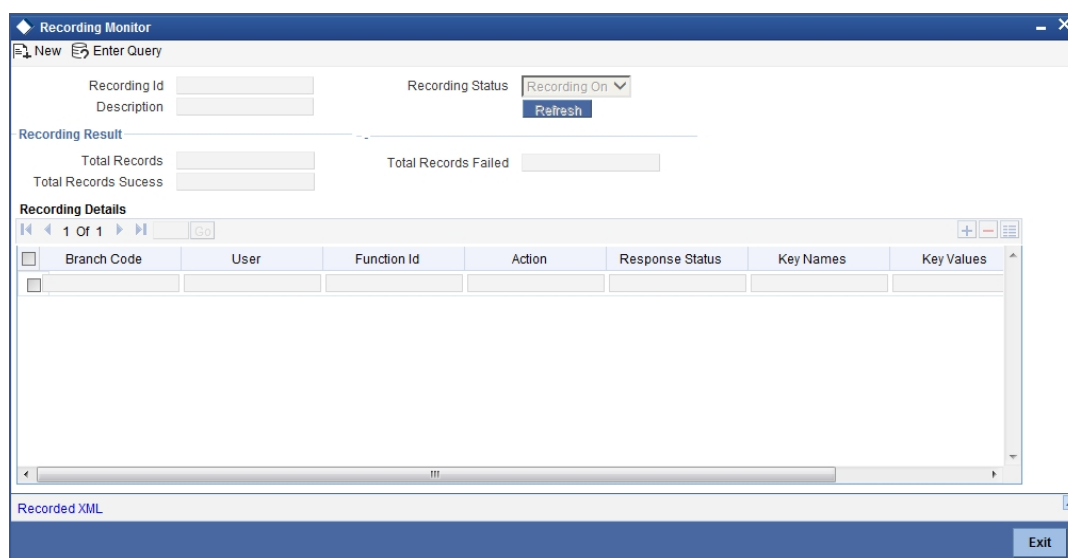 Recording Monitor
New Enter Query
Recording Id
Recording Status Recording On
Description
Refresh
Recording Result
Total Records
Total Records Failed
Total Records Sucess
Recording Details
1 Of 1 Go
Branch Code User Function Id Action Response Status Key Names Key Values
Recorded XML
Exit